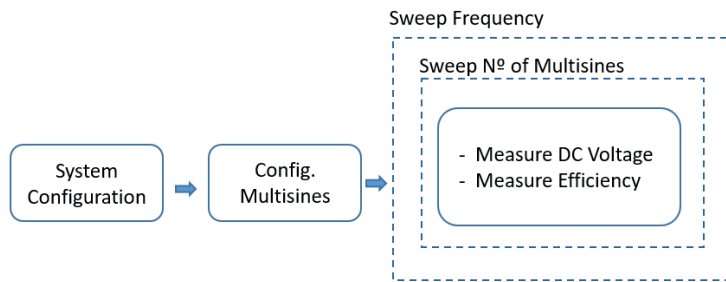 Sweep Frequency
Sweep Nº of Multisines
System
Configuration
Config.
Multisines
- Measure DC Voltage
- Measure Efficiency